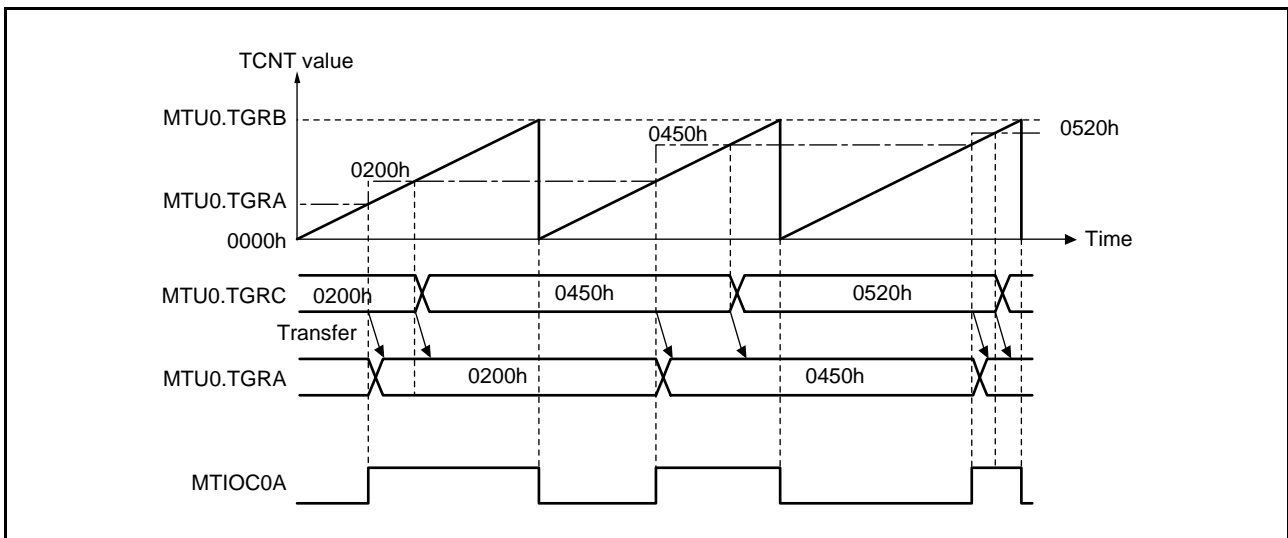 TCNT value
MTU0.TGRB
0520h
0450h
0200h
MTU0.TGRA
0000h
Time
MTU0.TGRC
0200h
0450h
0520h
Transfer
MTU0.TGRA
0200h
0450h
MTIOC0A